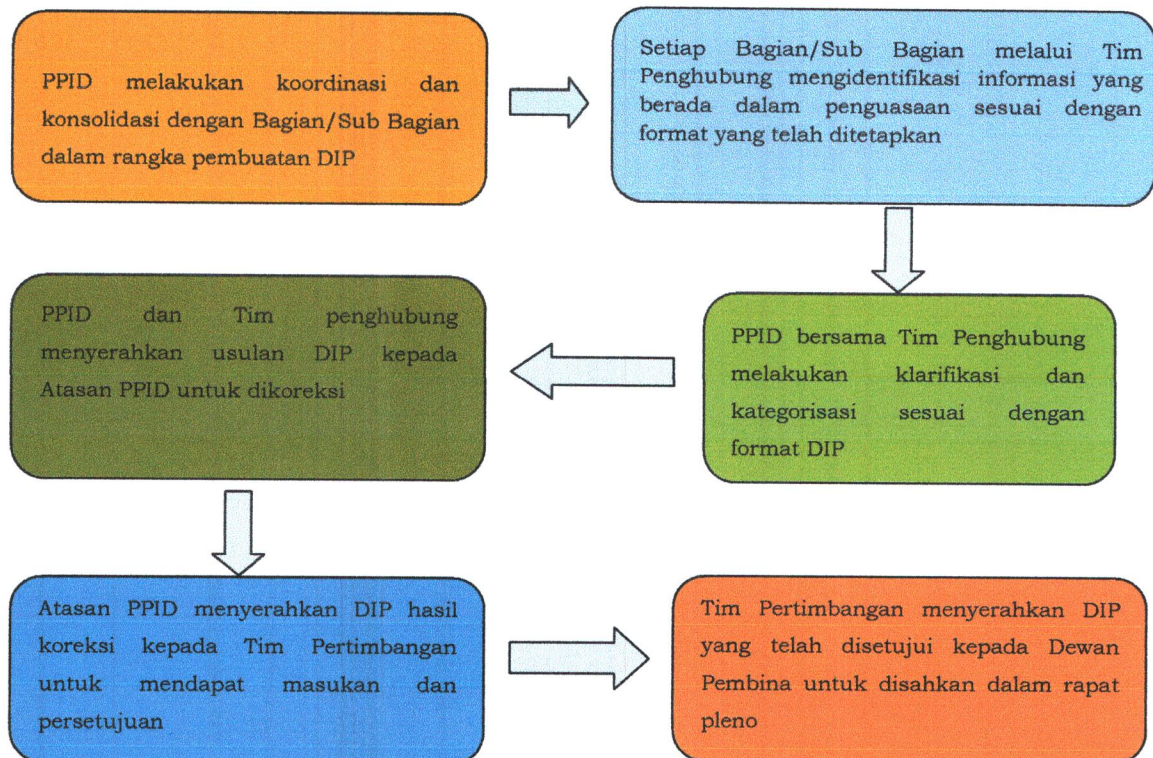 PPID melakukan koordinasi dan
konsolidasi dengan Bagian/Sub Bagian
dalam rangka pembuatan DIP
Setiap Bagian/Sub Bagian melalui Tim
Penghubung mengidentifikasi informasi yang
berada dalam penguasaan sesuai dengan
format yang telah ditetapkan
PPID bersama Tim Penghubung
melakukan klarifikasi dan
kategorisasi sesuai dengan
format DIP
PPID dan Tim penghubung
menyerahkan usulan DIP kepada
Atasan PPID untuk dikoreksi
Atasan PPID menyerahkan DIP hasil
koreksi kepada Tim Pertimbangan
untuk mendapat masukan dan
persetujuan
Tim Pertimbangan menyerahkan DIP
yang telah disetujui kepada Dewan
Pembina untuk disahkan dalam rapat
pleno